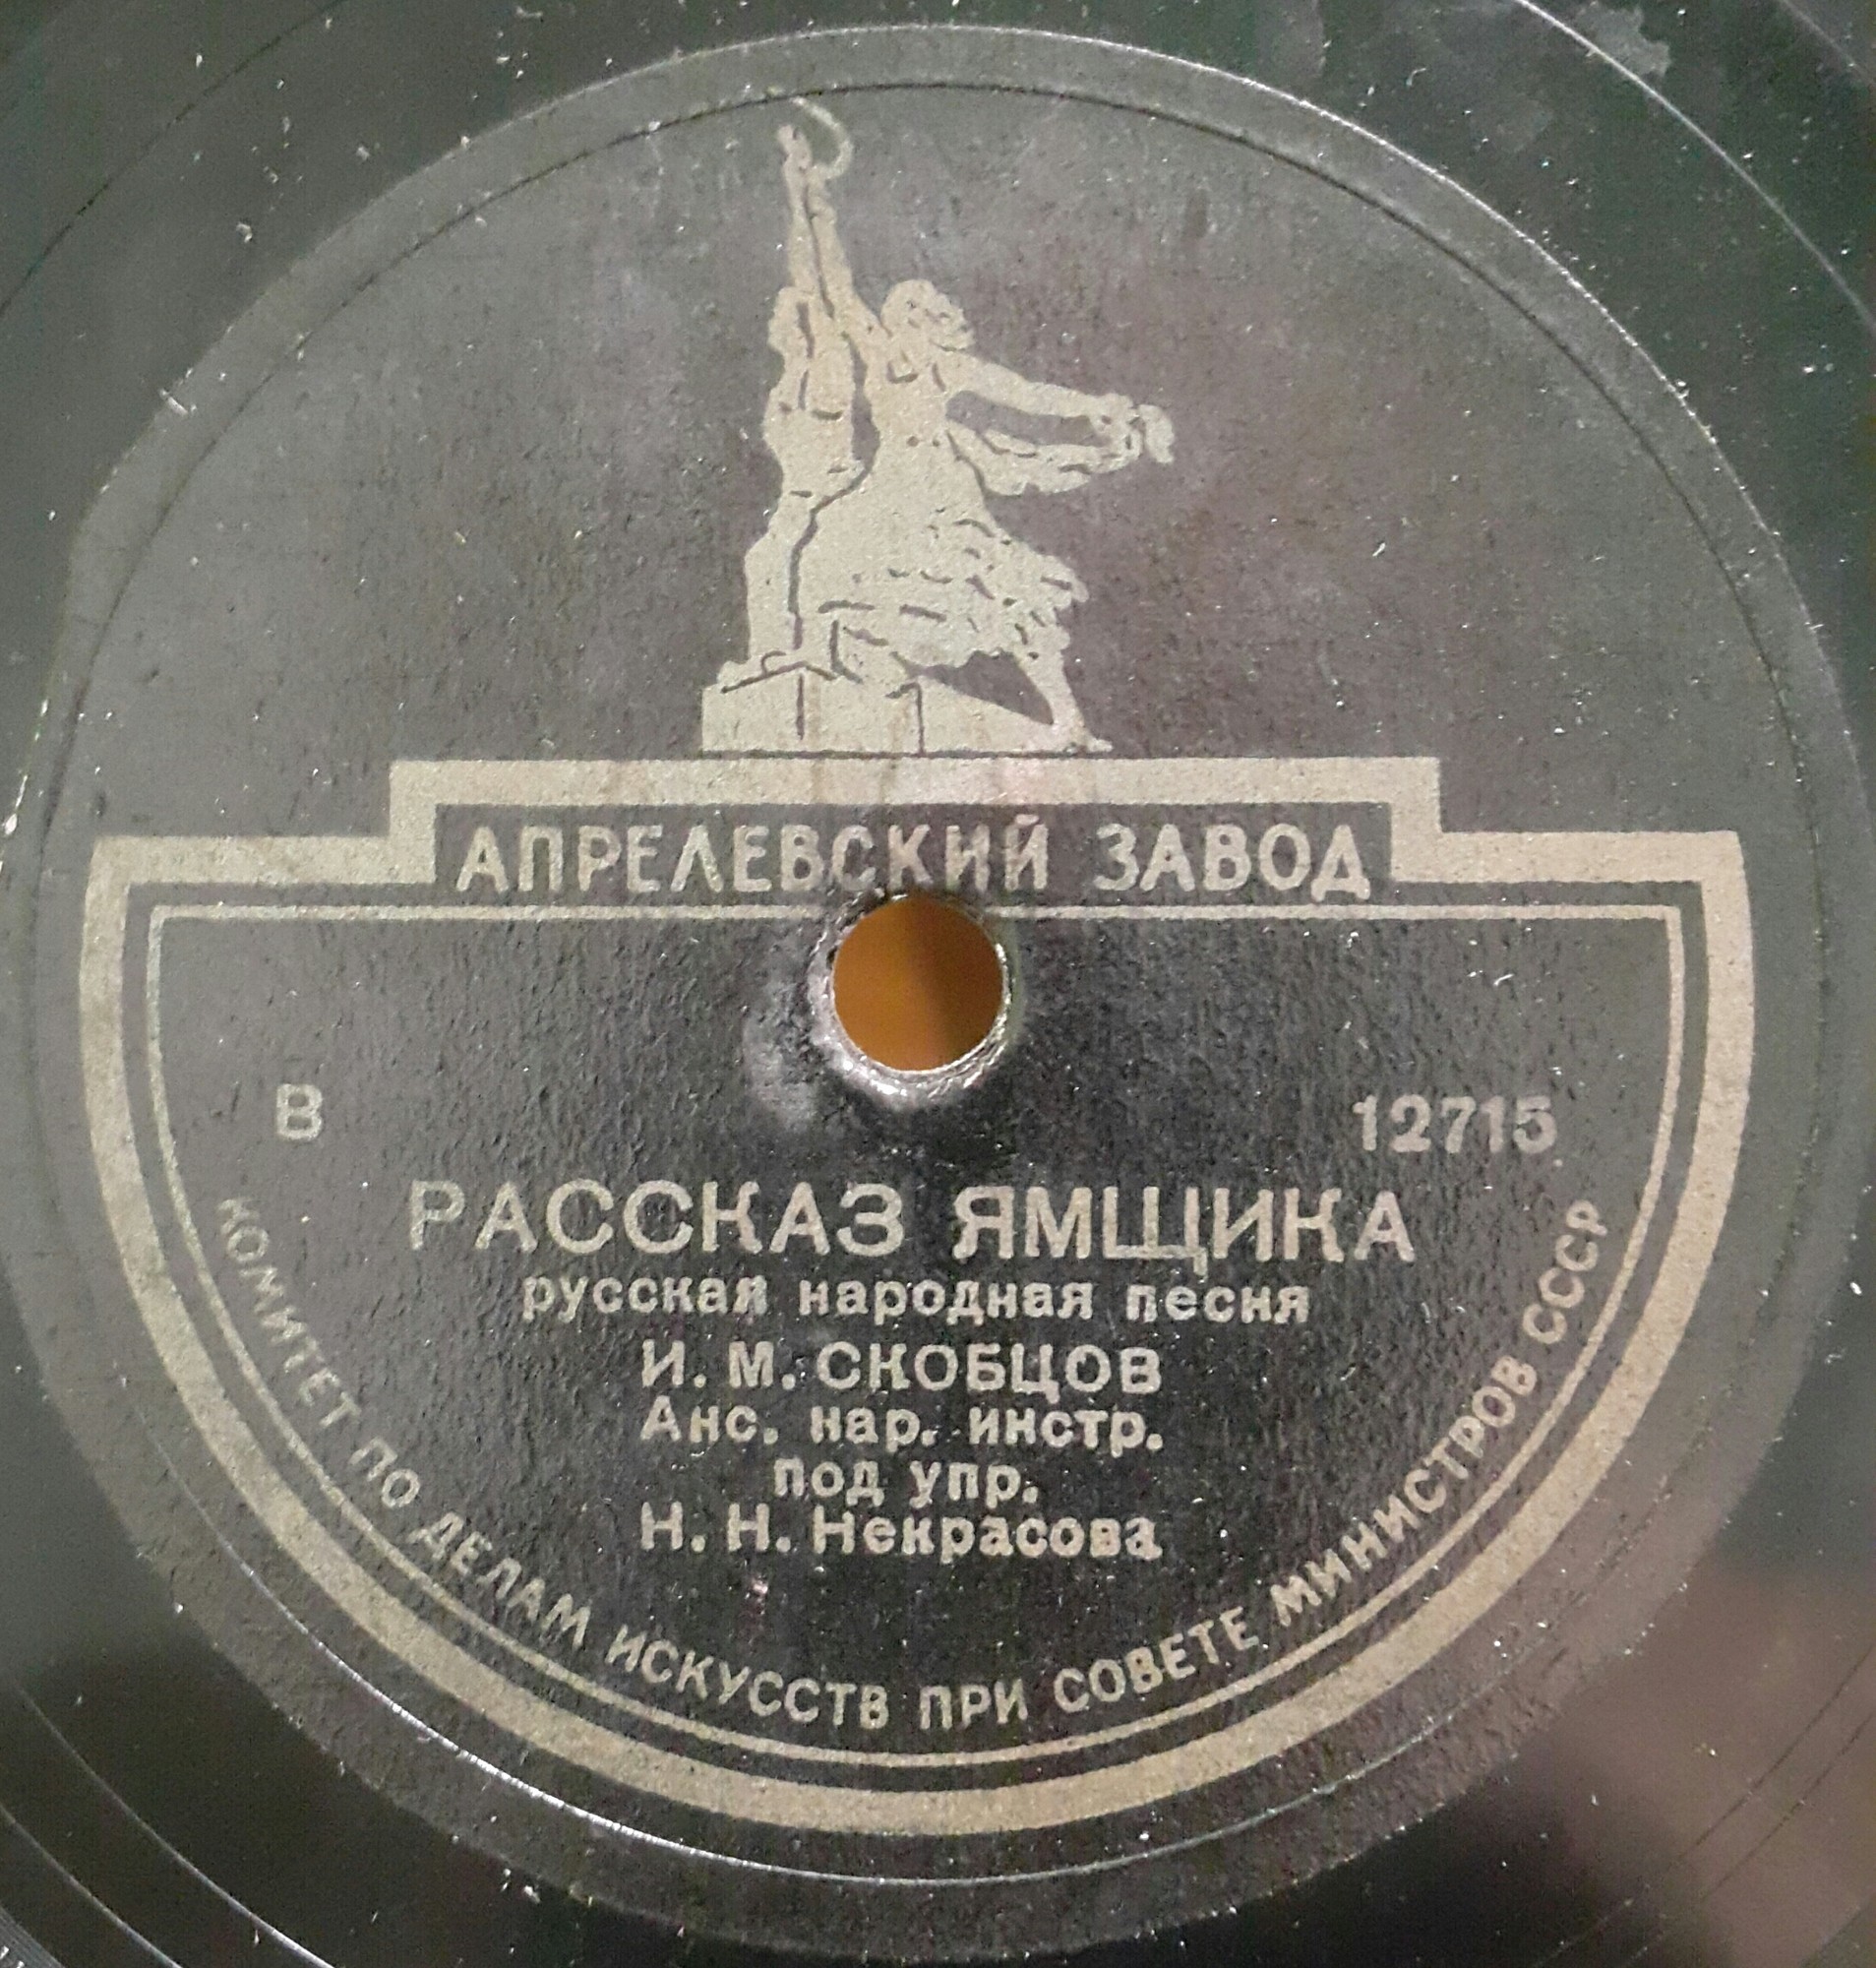 АПРЕЛЕВСКИЙ ЗАВОД
В 12715
РАССКАЗ ЯМЩИКА
русская народная песня
И. М. СКОБЦОВ
Анс. нар. инстр.
под упр.
Н. Н. Некрасова
КОМИТЕТ ПО ДЕЛАМ ИСКУССТВ ПРИ СОВЕТЕ МИНИСТРОВ СССР